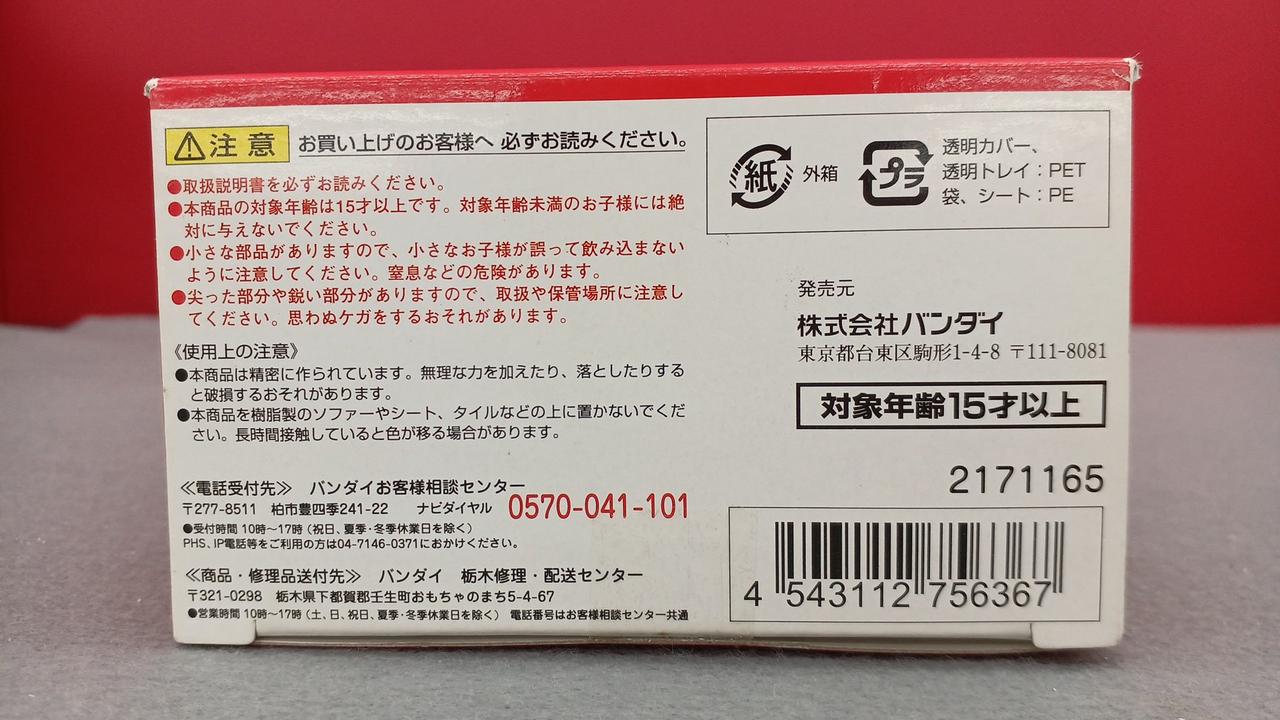 注意 お買い上げのお客様へ 必ずお読みください。
●取扱説明書を必ずお読みください。
●本商品の対象年齢は15才以上です。対象年齢未満のお子様には絶
対に与えないでください。
●小さな部品がありますので、小さなお子様が誤って飲み込まない
ように注意してください。窒息などの危険があります。
●尖った部分や鋭い部分がありますので、取扱や保管場所に注意し
てください。思わぬケガをするおそれがあります。
《使用上の注意》
●本商品は精密に作られています。無理な力を加えたり、落としたりする
と破損するおそれがあります。
●本商品を樹脂製のソファーやシート、タイルなどの上に置かないでくだ
さい。長時間接触していると色が移る場合があります。
≪電話受付先≫ バンダイお客様相談センター
〒277-8511 柏市豊四季241-22 ナビダイヤル 0570-041-101
●受付時間 10時〜17時(祝日、夏季・冬季休業日を除く)
PHS、IP電話等をご利用の方は04-7146-0371におかけください。
≪商品・修理品送付先≫ バンダイ 栃木修理・配送センター
〒321-0298 栃木県下都賀郡壬生町おもちゃのまち5-4-67
●営業時間 10時〜17時(土、日、祝日、夏季・冬季休業日を除く) 電話番号はお客様相談センター共通
紙 外箱
プラ
透明カバー、
透明トレイ：PET
袋、シート：PE
発売元
株式会社バンダイ
東京都台東区駒形1-4-8 〒111-8081
対象年齢15才以上
2171165
4 543112 756367